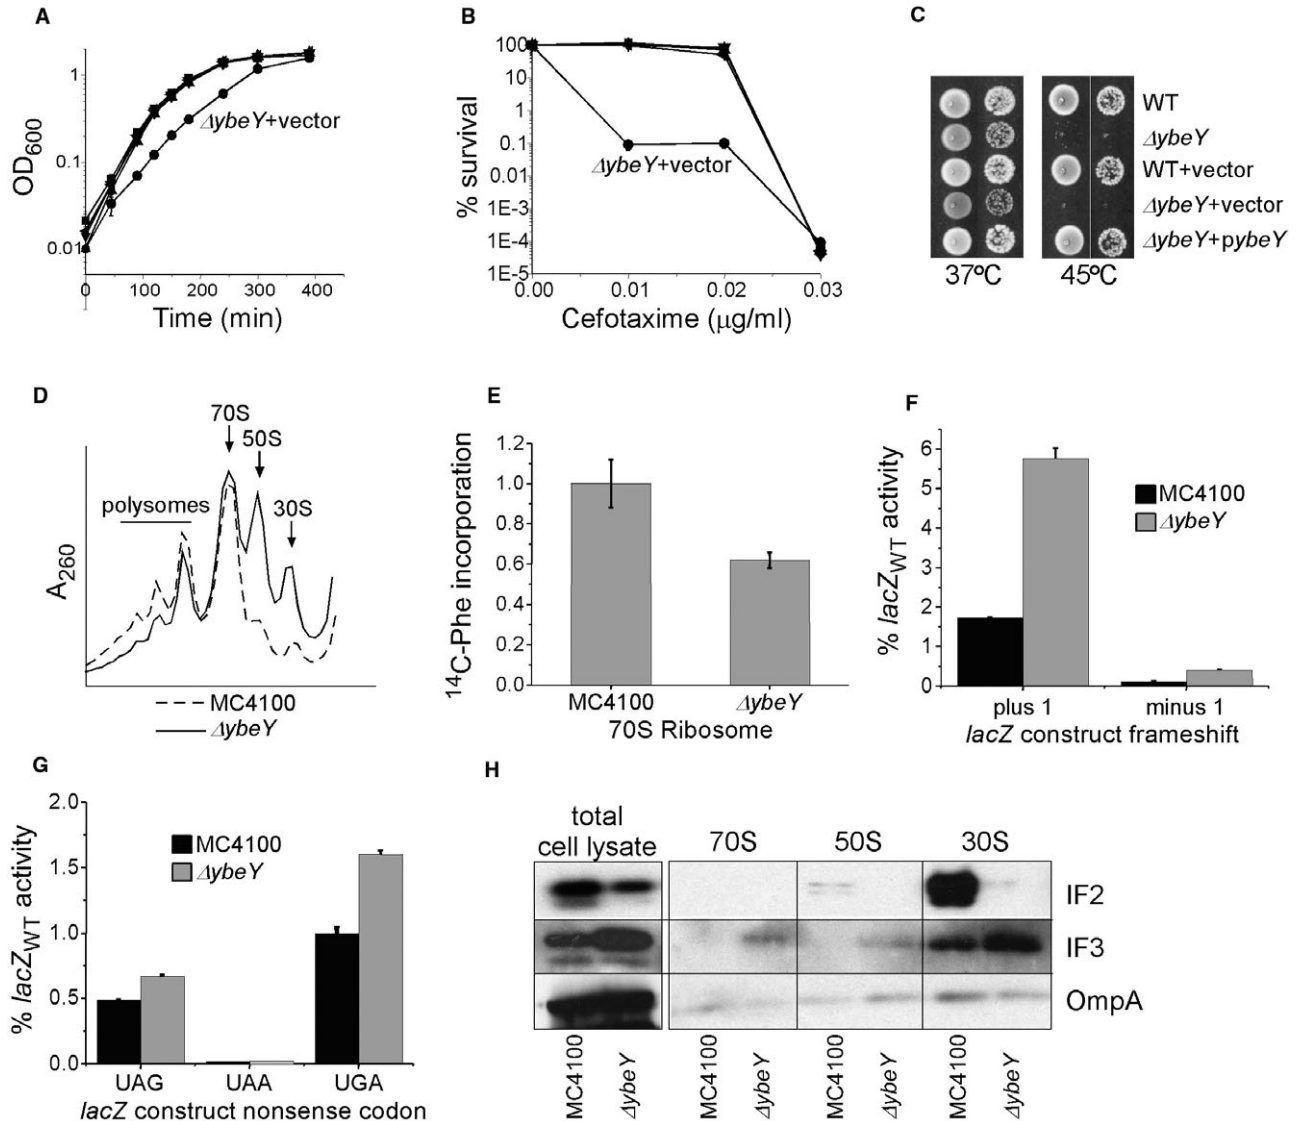 A
OD600
1
0.1
0.01
ΔybeY+vector
0 100 200 300 400
Time (min)
B
% survival
100
10
1
0.1
0.01
1E-3
1E-4
1E-5
ΔybeY+vector
0.00 0.01 0.02 0.03
Cefotaxime (μg/ml)
C
WT
ΔybeY
WT+vector
ΔybeY+vector
ΔybeY+pybeY
37ºC 45ºC
D
70S
50S
30S
polysomes
A260
MC4100
ΔybeY
E
14C-Phe incorporation
1.2
1.0
0.8
0.6
0.4
0.2
0.0
MC4100 ΔybeY
70S Ribosome
F
% lacZWT activity
6
5
4
3
2
1
0
MC4100
ΔybeY
plus 1 minus 1
lacZ construct frameshift
G
% lacZWT activity
2.0
1.5
1.0
0.5
0.0
MC4100
ΔybeY
UAG UAA UGA
lacZ construct nonsense codon
H
total
cell lysate
70S 50S 30S
IF2
IF3
OmpA
MC4100 ΔybeY MC4100 ΔybeY MC4100 ΔybeY MC4100 ΔybeY